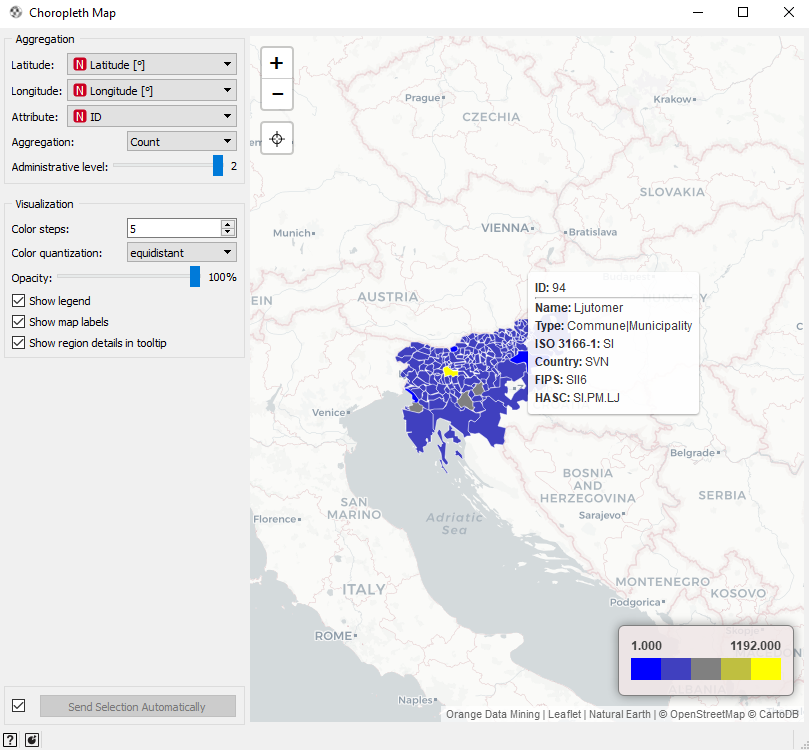 Choropleth Map
Aggregation
Latitude: N Latitude [°]
Longitude: N Longitude [°]
Attribute: N ID
Aggregation: Count
Administrative level: 2
Visualization
Color steps: 5
Color quantization: equidistant
Opacity: 100%
Show legend
Show map labels
Show region details in tooltip
Send Selection Automatically
?
+
−
Prague
Krakow
CZECHIA
SLOVAKIA
Munich
VIENNA
Bratislava
EIN
AUSTRIA
ID: 94
Name: Ljutomer
Type: Commune|Municipality
ISO 3166-1: SI
Country: SVN
FIPS: SII6
HASC: SI.PM.LJ
Venice
Belgrade
BOSNIA
AND
HERZEGOVINA
SERBIA
SAN
MARINO
Florence
Sarajevo
Adriatic
Sea
ITALY
MONTENEGRO
KOSOVO
Podgorica
ROME
Naples
1.000 1192.000
Orange Data Mining | Leaflet | Natural Earth | © OpenStreetMap © CartoDB